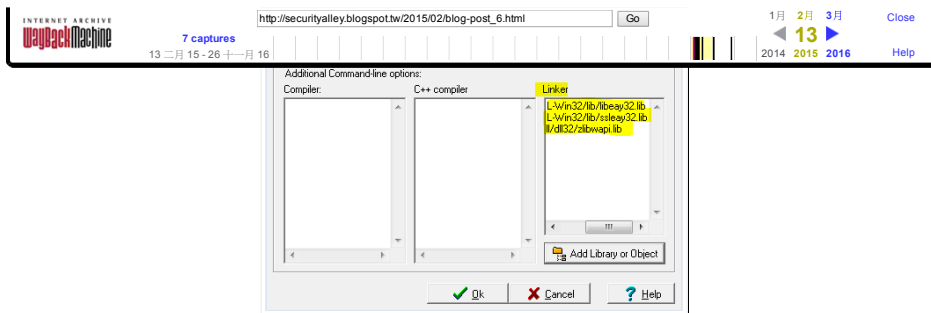 INTERNET ARCHIVE
WayBackMachine
http://securityalley.blogspot.tw/2015/02/blog-post_6.html
Go
7 captures
13 二月 15 - 26 十一月 16
1月 2月 3月
13
2014 2015 2016
Close
Help
Additional Command-line options:
Compiler:
C++ compiler
Linker
L-Win32/lib/libeay32.lib
L-Win32/lib/ssleay32.lib
ll/dll32/zlibwapi.lib
Add Library or Object
Ok
Cancel
Help